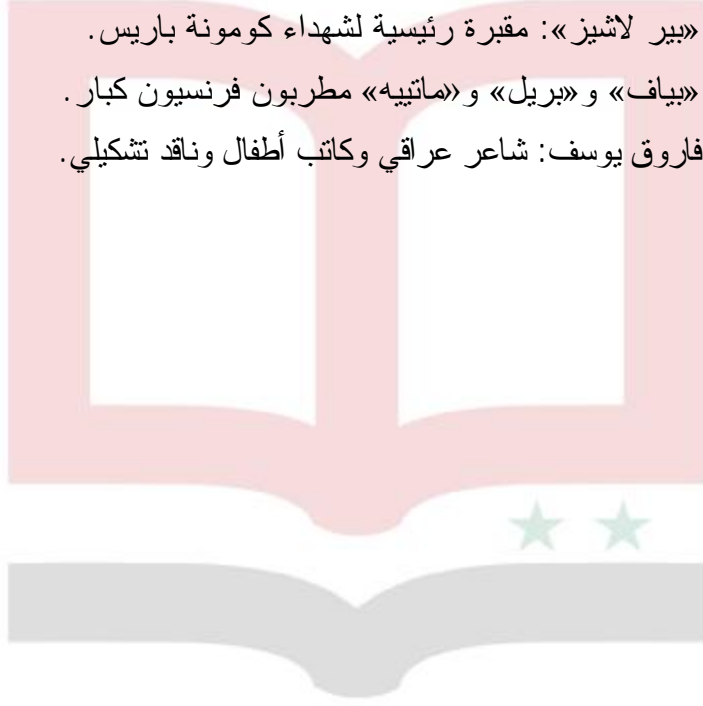 «بير لاشيز»: مقبرة رئيسية لشهداء كومونة باريس.
«بياف» و«بريل» و«ماتييه» مطربون فرنسيون كبار.
فاروق يوسف: شاعر عراقي وكاتب أطفال وناقد تشكيلي.